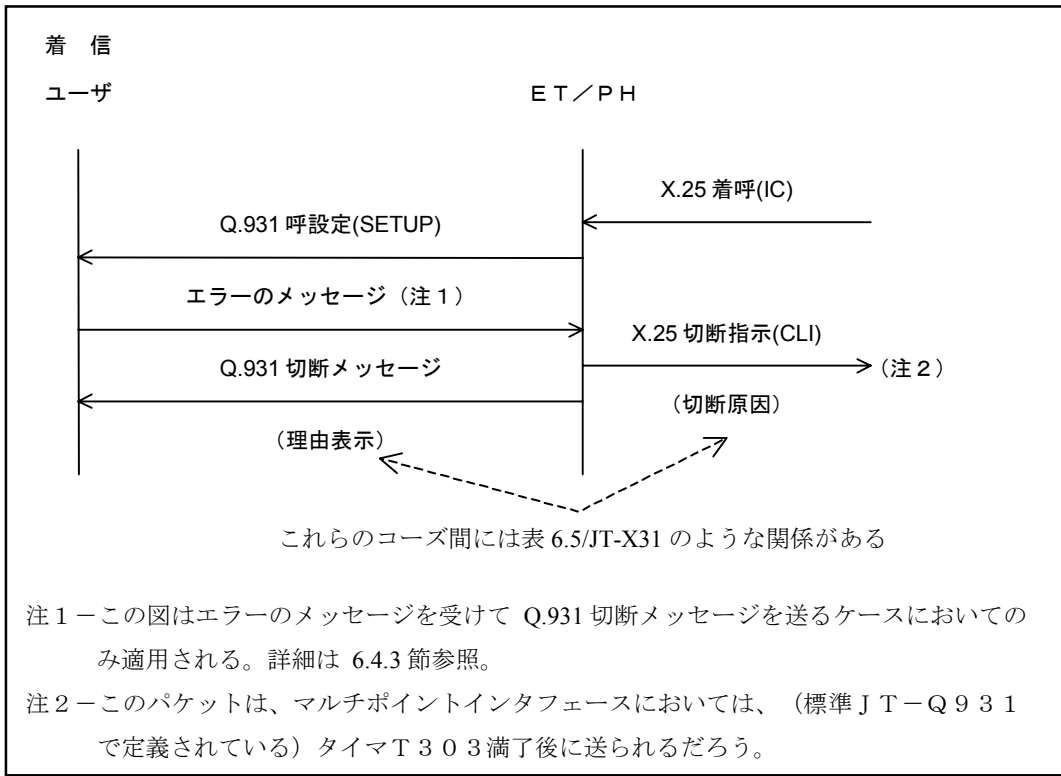 着　信
ユーザ
ＥＴ／ＰＨ
X.25 着呼(IC)
Q.931 呼設定(SETUP)
エラーのメッセージ（注１）
X.25 切断指示(CLI)
（注２）
Q.931 切断メッセージ
（切断原因）
（理由表示）
これらのコーズ間には表 6.5/JT-X31 のような関係がある
注１－この図はエラーのメッセージを受けて Q.931 切断メッセージを送るケースにおいての
み適用される。詳細は 6.4.3 節参照。
注２－このパケットは、マルチポイントインタフェースにおいては、（標準ＪＴ－Ｑ９３１
で定義されている）タイマＴ３０３満了後に送られるだろう。